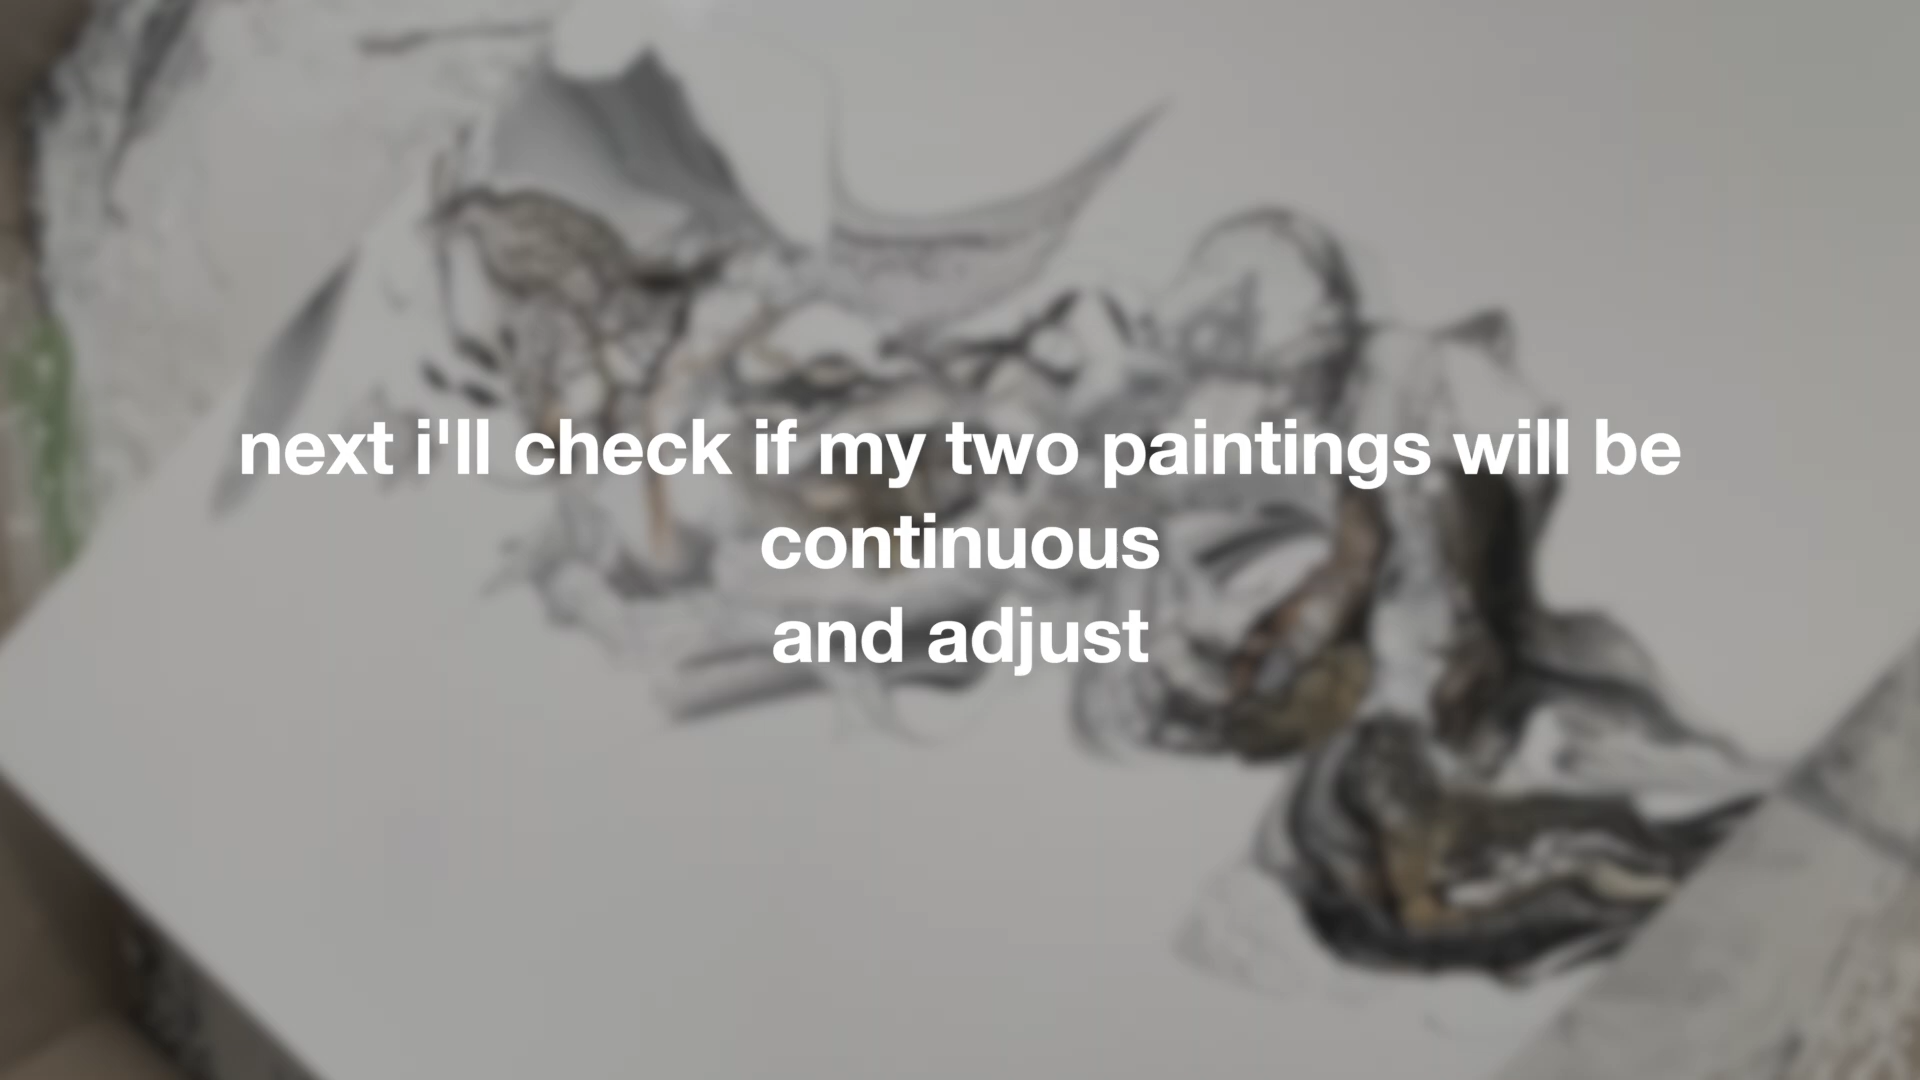 next i'll check if my two paintings will be
continuous
and adjust